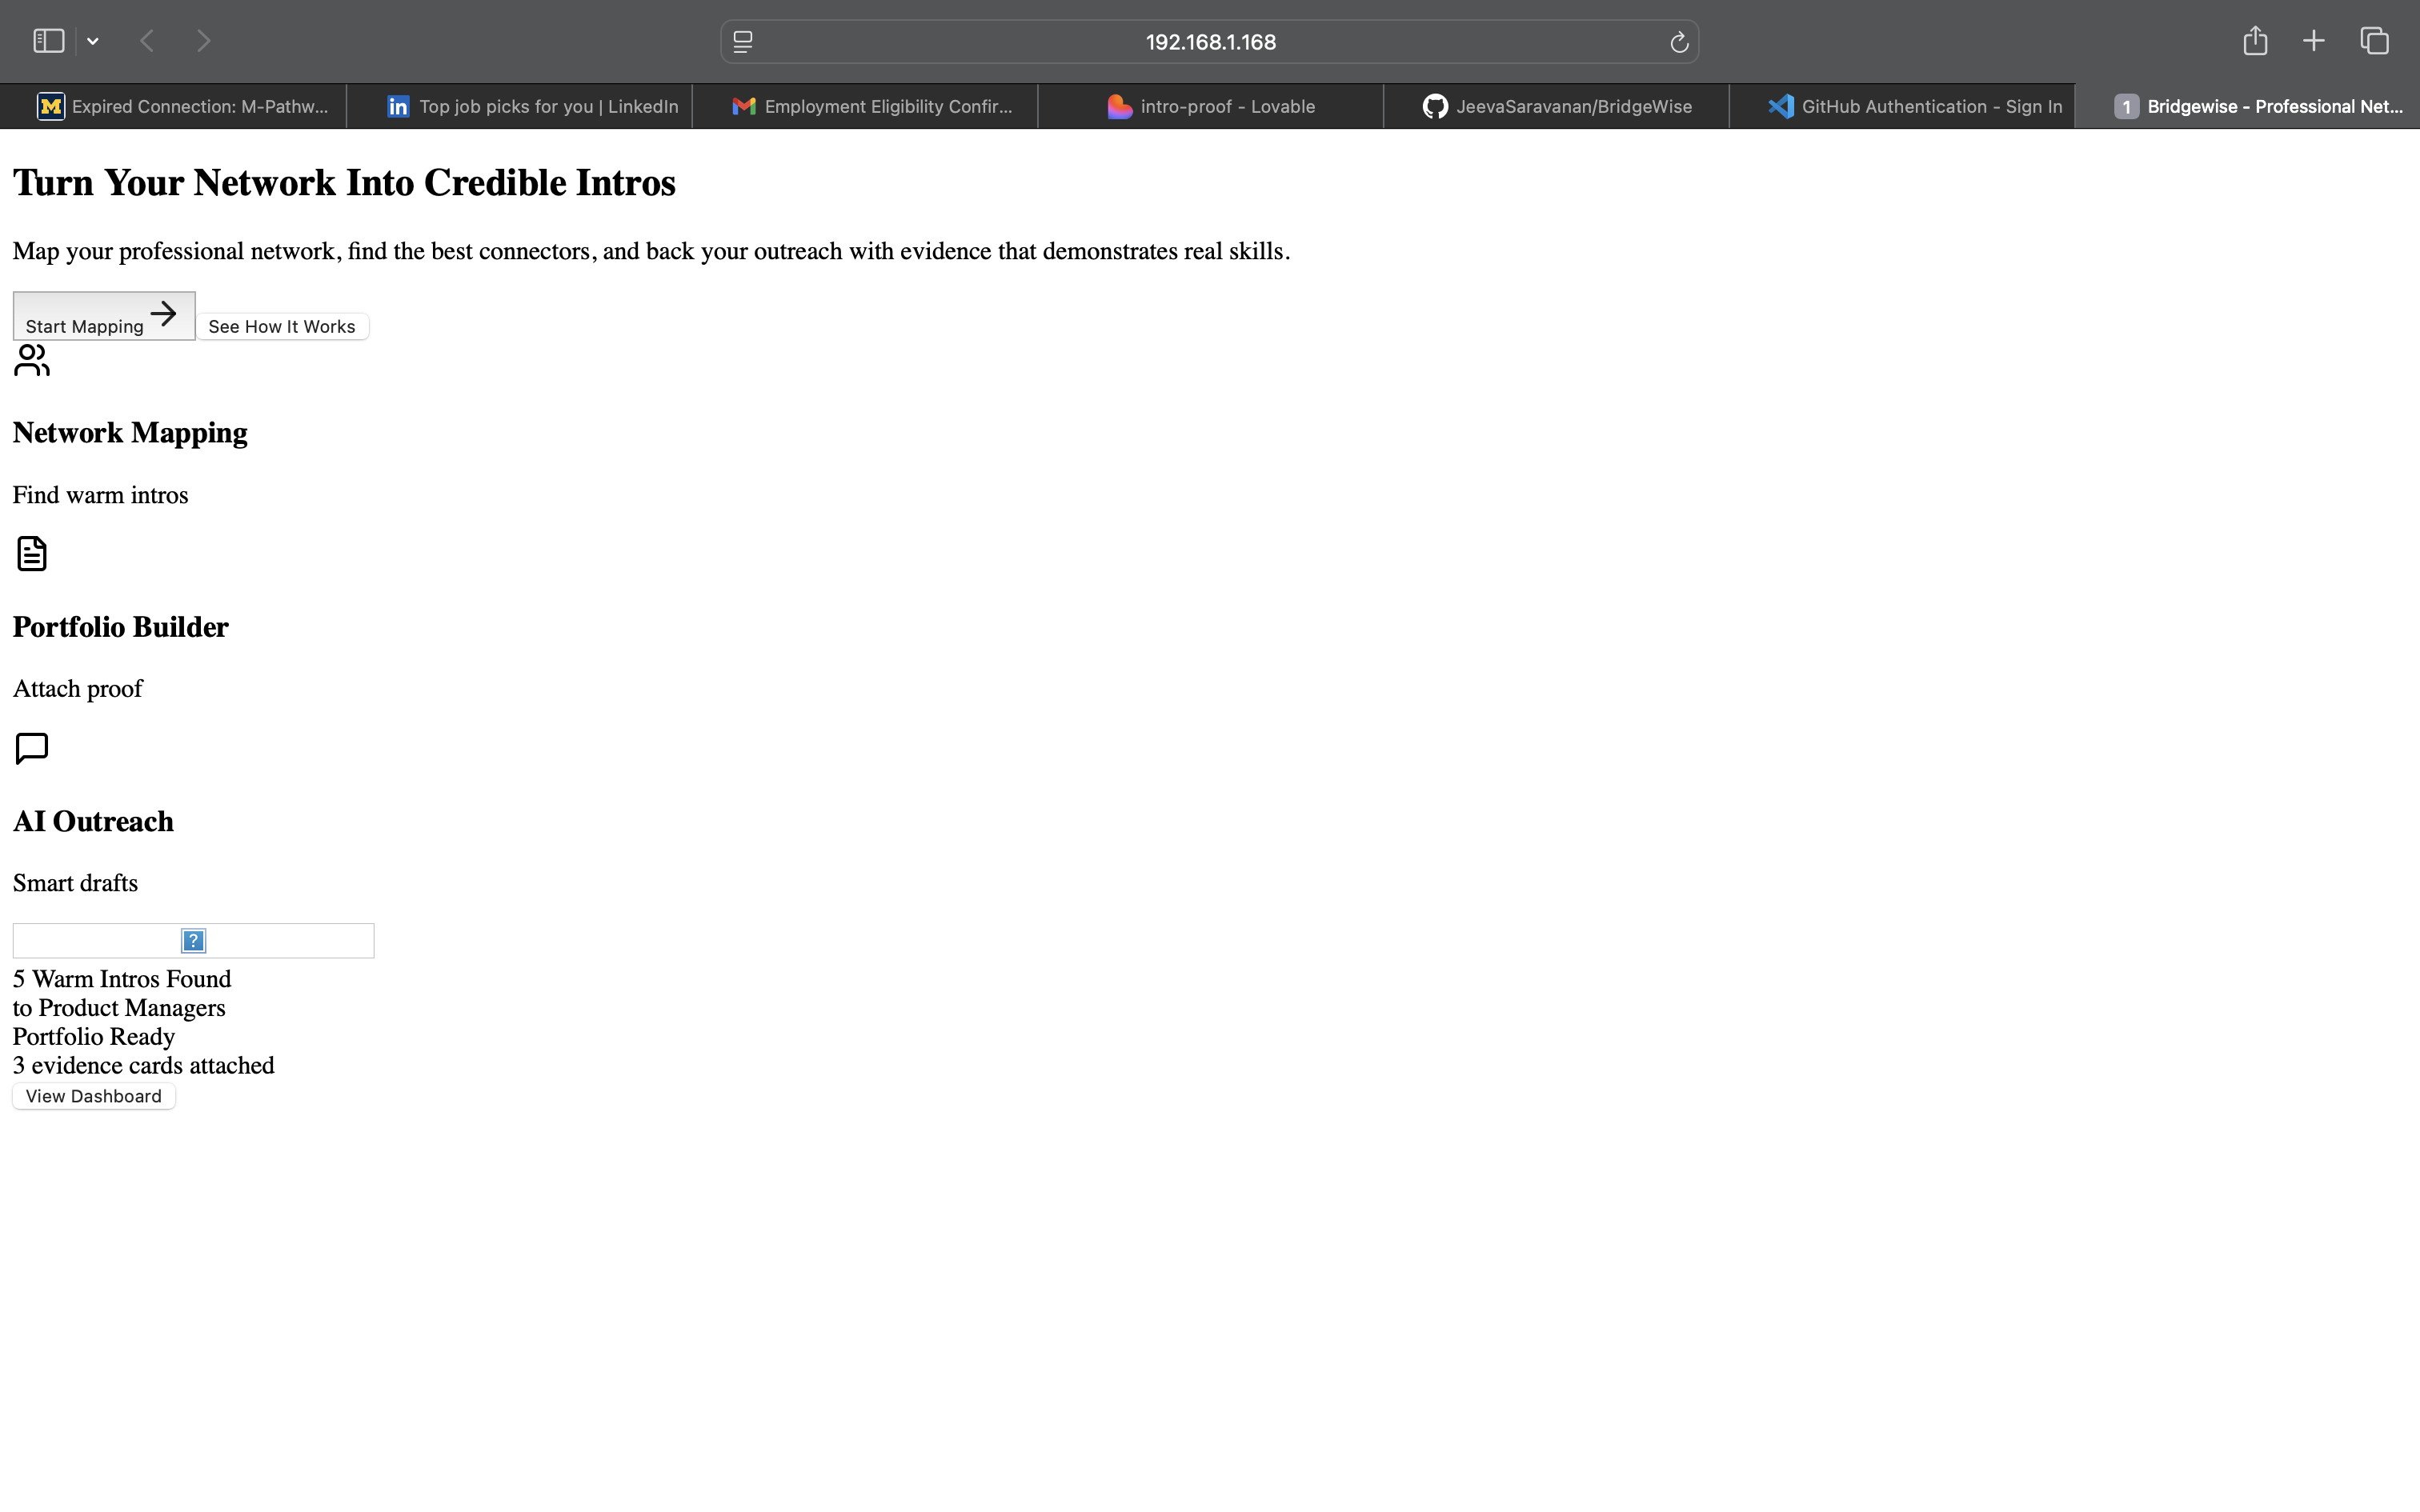 192.168.1.168
Expired Connection: M-Pathw...
Top job picks for you | LinkedIn
Employment Eligibility Confir...
intro-proof - Lovable
JeevaSaravanan/BridgeWise
GitHub Authentication - Sign In
1 Bridgewise - Professional Net...
Turn Your Network Into Credible Intros
Map your professional network, find the best connectors, and back your outreach with evidence that demonstrates real skills.
Start Mapping
See How It Works
Network Mapping
Find warm intros
Portfolio Builder
Attach proof
AI Outreach
Smart drafts
?
5 Warm Intros Found
to Product Managers
Portfolio Ready
3 evidence cards attached
View Dashboard